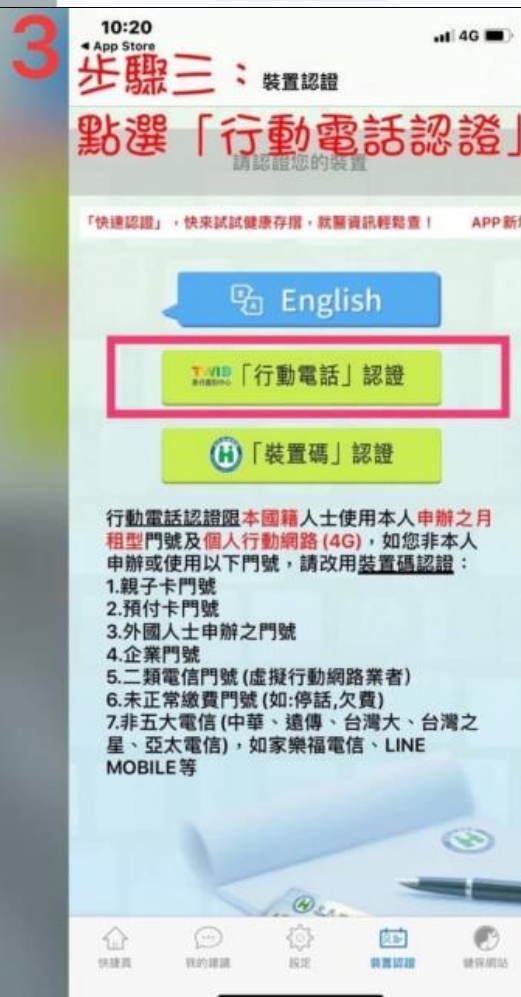 3
10:20
4G
◀ App Store
步驟三：裝置認證
點選「行動電話認證」
請認證您的裝置
「快速認證」，快來試試健康存摺，就醫資訊輕鬆查！ APP新
English
TWID 身分識別中心 「行動電話」認證
「裝置碼」認證
行動電話認證限本國籍人士使用本人申辦之月
租型門號及個人行動網路(4G)，如您非本人
申辦或使用以下門號，請改用裝置碼認證：
1.親子卡門號
2.預付卡門號
3.外國人士申辦之門號
4.企業門號
5.二類電信門號(虛擬行動網路業者)
6.未正常繳費門號(如:停話,欠費)
7.非五大電信(中華、遠傳、台灣大、台灣之
星、亞太電信)，如家樂福電信、LINE
MOBILE等
快捷頁
我的建議
設定
裝置認證
健保網站